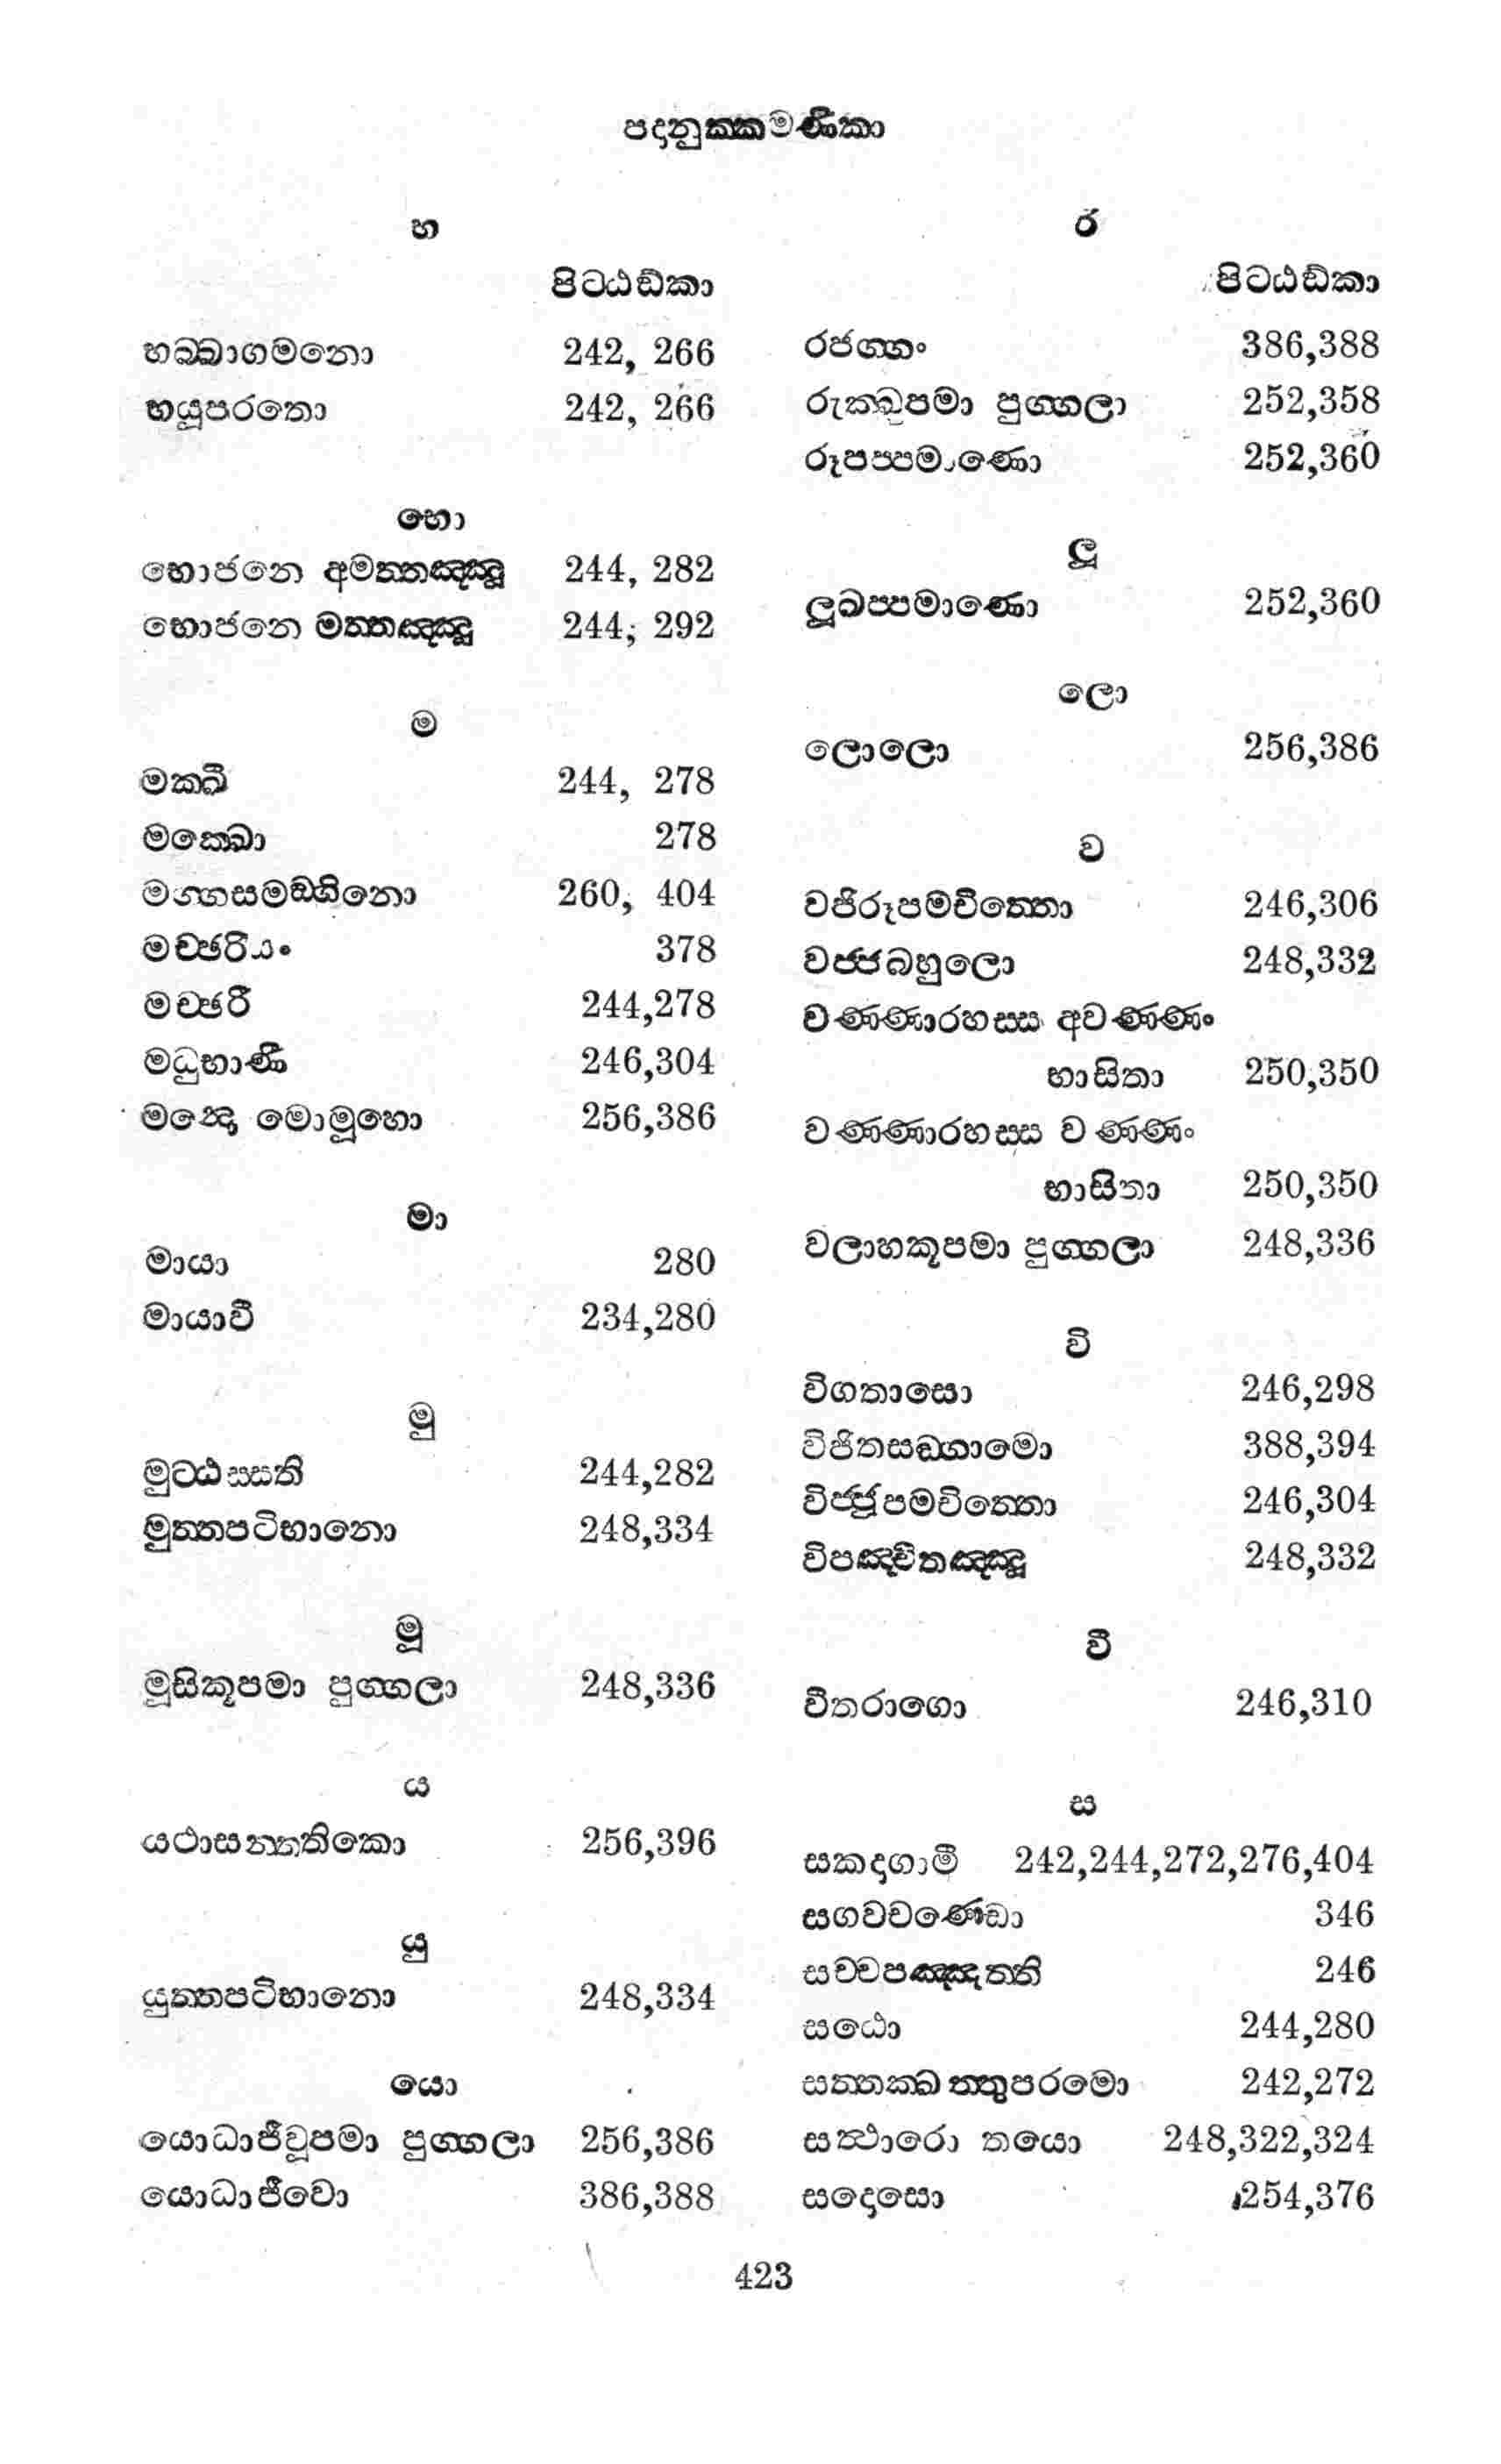 පදානුක්කමණිකා
භ
පිට්ඨඞ්කා
භබ්බාගමනො 242, 266
භයූපරතො 242, 266
භො
භොජනෙ අමත්තඤ්ඤූ 244, 282
භොජනෙ මත්තඤ්ඤූ 244; 292
ම
මක්ඛී 244, 278
මක්ඛො 278
මග්ගසමඞ්ගිනො 260, 404
මච්ඡරියං 378
මච්ඡරී 244,278
මධුභාණී 246,304
මන්දො මොමූහො 256,386
මා
මායා 280
මායාවී 234,280
මු
මුට්ඨස්සති 244,282
මුත්තපටිභානො 248,334
මූ
මූසිකූපමා පුග්ගලා 248,336
ය
යථාසන්තතිකො 256,396
යු
යුත්තපටිභානො 248,334
යො
යොධාජීවූපමා පුග්ගලා 256,386
යොධාජීවො 386,388
ර
පිට්ඨඞ්කා
රජග්ගං 386,388
රුක්ඛූපමා පුග්ගලා 252,358
රූපප්පමාණො 252,360
ලූ
ලූඛප්පමාණො 252,360
ලො
ලොලො 256,386
ව
වජිරූපමචිත්තො 246,306
වජ්ජබහුලො 248,332
වණ්ණාරහස්ස අවණ්ණං
භාසිතා 250,350
වණ්ණාරහස්ස වණ්ණං
භාසිතා 250,350
වලාහකූපමා පුග්ගලා 248,336
වි
විගතාසො 246,298
විජිතසඞ්ගාමො 388,394
විජ්ජූපමචිත්තො 246,304
විපඤ්චිතඤ්ඤූ 248,332
වී
වීතරාගො 246,310
ස
සකදාගාමී 242,244,272,276,404
සගවචණ්ඩො 346
සච්චපඤ්ඤත්ති 246
සඨො 244,280
සත්තක්ඛත්තුපරමො 242,272
සත්ථාරො තයො 248,322,324
සදොසො 254,376
423